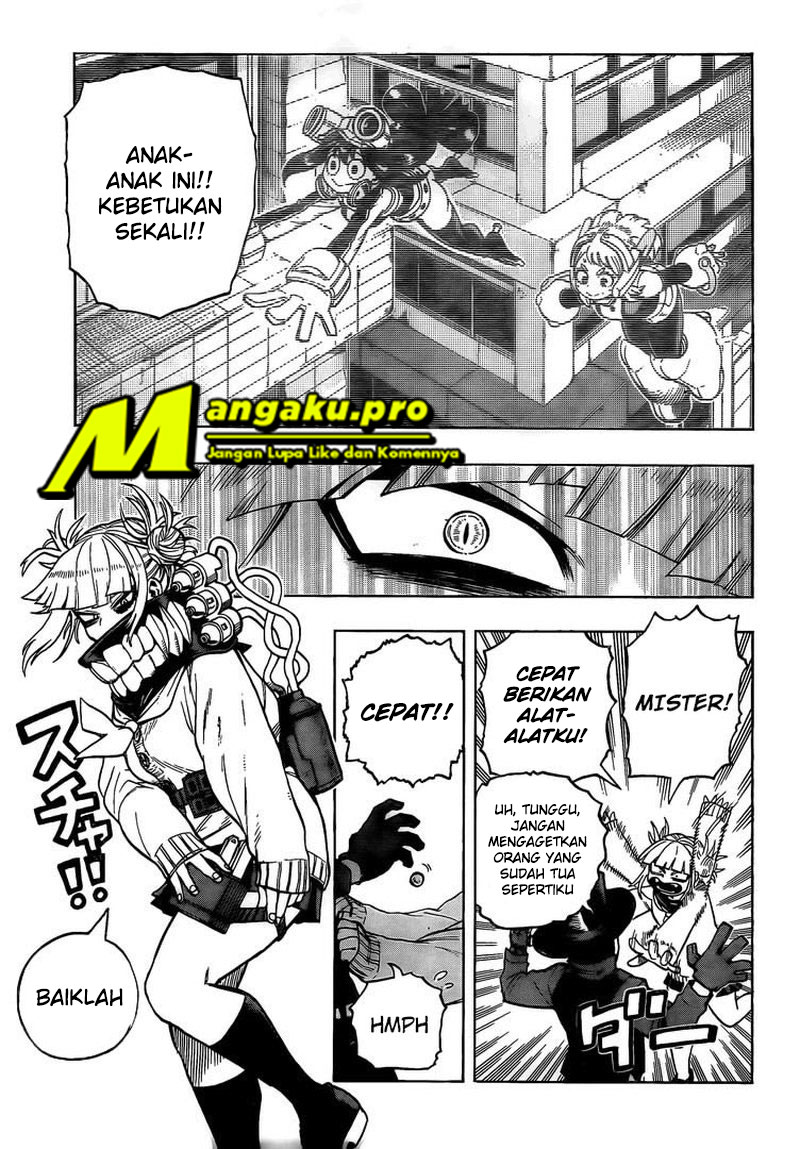 ANAK-
ANAK INI!!
KEBETUKAN
SEKALI!!
Mangaku.pro
Jangan Lupa Like dan Komennya
MISTER!
CEPAT
BERIKAN
ALAT-
ALATKU!
UH, TUNGGU,
JANGAN
MENGAGETKAN
ORANG YANG
SUDAH TUA
SEPERTIKU
ダダー
CEPAT!!
HMPH
スチャ!!
BAIKLAH